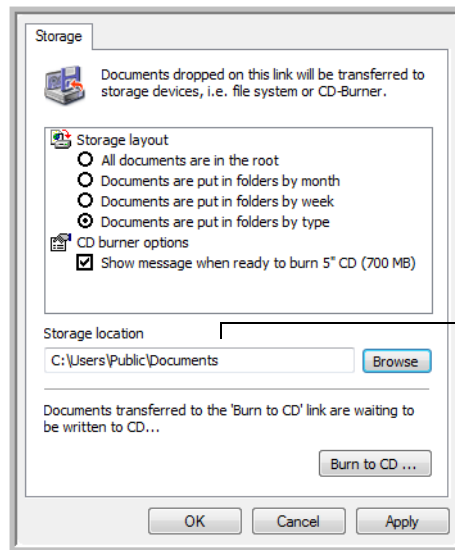 Storage
Documents dropped on this link will be transferred to
storage devices, i.e. file system or CD-Burner.
Storage layout
All documents are in the root
Documents are put in folders by month
Documents are put in folders by week
Documents are put in folders by type
CD burner options
Show message when ready to burn 5" CD (700 MB)
Storage location
C:\Users\Public\Documents
Browse
Documents transferred to the 'Burn to CD' link are waiting to
be written to CD...
Burn to CD ...
OK
Cancel
Apply